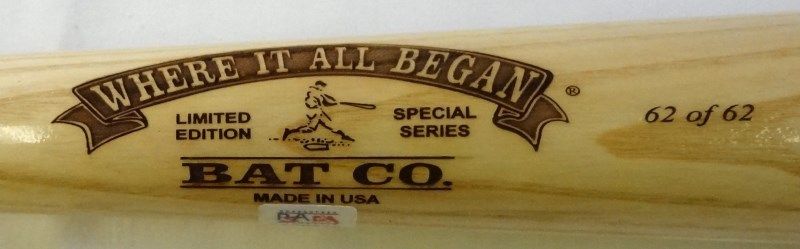 WHERE IT ALL BEGAN ®
LIMITED EDITION
SPECIAL SERIES
62 of 62
BAT CO.
MADE IN USA